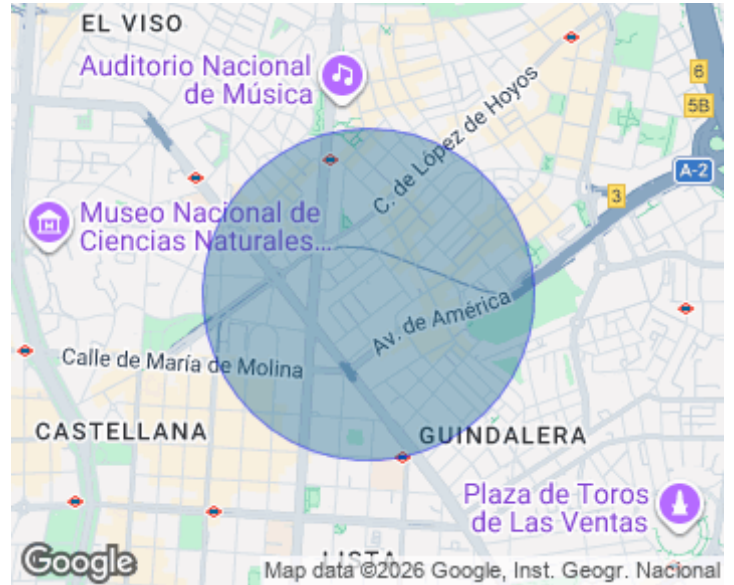 EL VISO
Auditorio Nacional
de Música
6
5B
C. de López de Hoyos
A-2
3
Museo Nacional de
Ciencias Naturales...
Av. de América
Calle de María de Molina
CASTELLANA
GUINDALERA
Plaza de Toros
de Las Ventas
LISTA
Google
Map data ©2026 Google, Inst. Geogr. Nacional